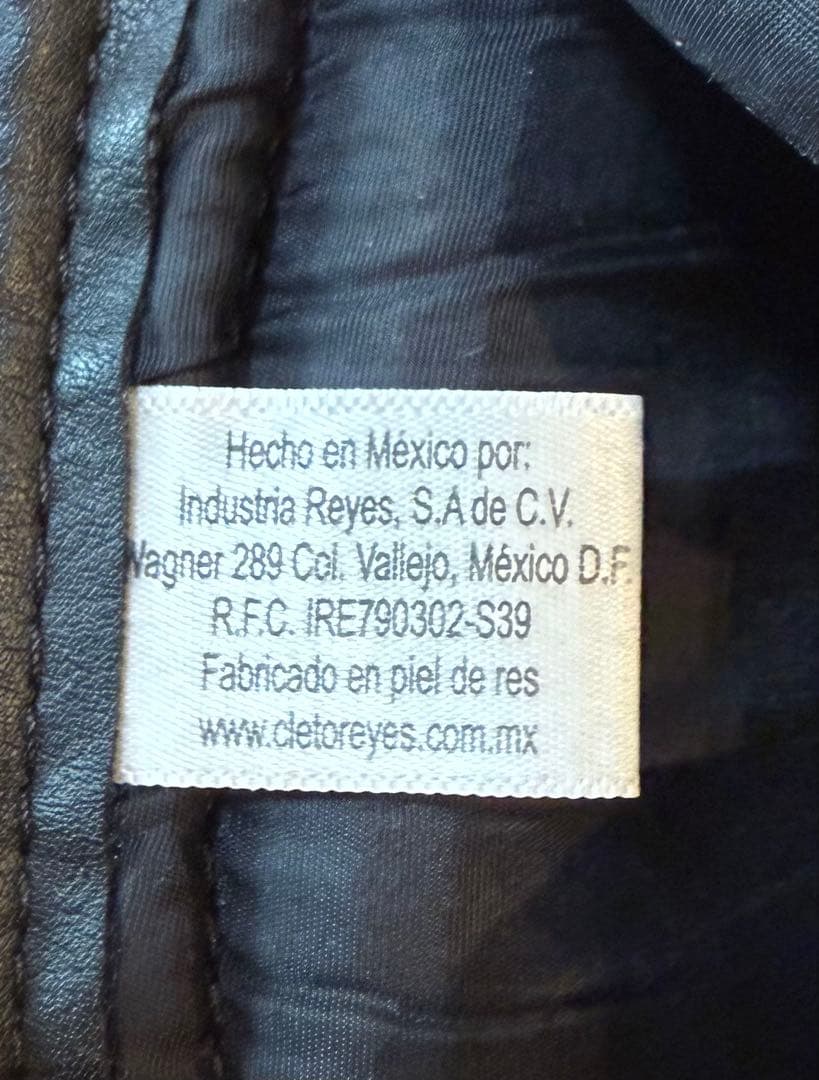 Hecho en México por:
Industria Reyes, S.A de C.V.
Wagner 289 Col. Vallejo, México D.F.
R.F.C. IRE790302-S39
Fabricado en piel de res
www.cletoreyes.com.mx